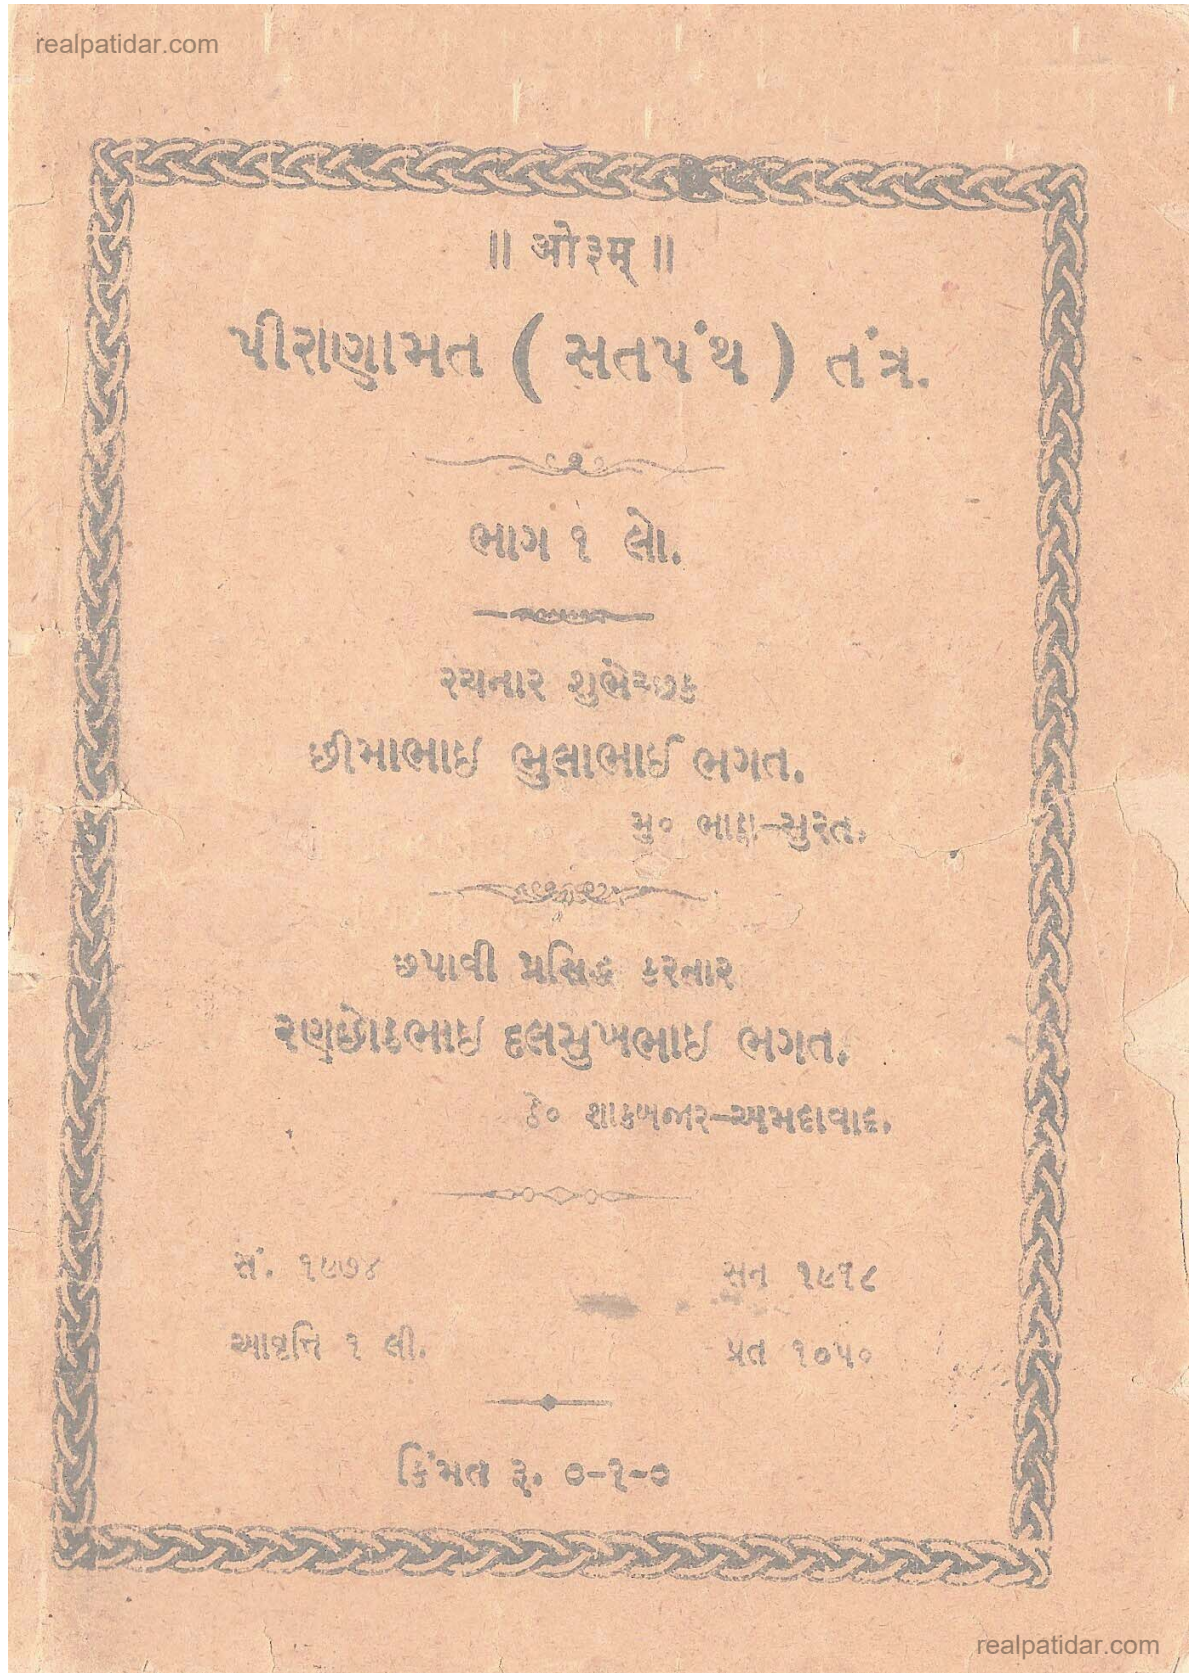 realpatidar.com
॥ ओ३म् ॥
પીરાણામત ( સતપંથ ) તંત્ર.
ભાગ ૧ લો.
રચનાર શુભેચ્છક
છીમાભાઇ ભુલાભાઈ ભગત.
મુ૦ ભાઠા-સુરત.
છપાવી પ્રસિદ્ધ કરનાર
રણછોડભાઇ દલસુખભાઇ ભગત.
ઠે૦ શાકબજાર-અમદાવાદ.
સં. ૧૯૭૪ સન ૧૯૧૮
આવૃત્તિ ૧ લી. પ્રત ૧૦૫૦
કિંમત રૂ. ૦-૧-૦
realpatidar.com